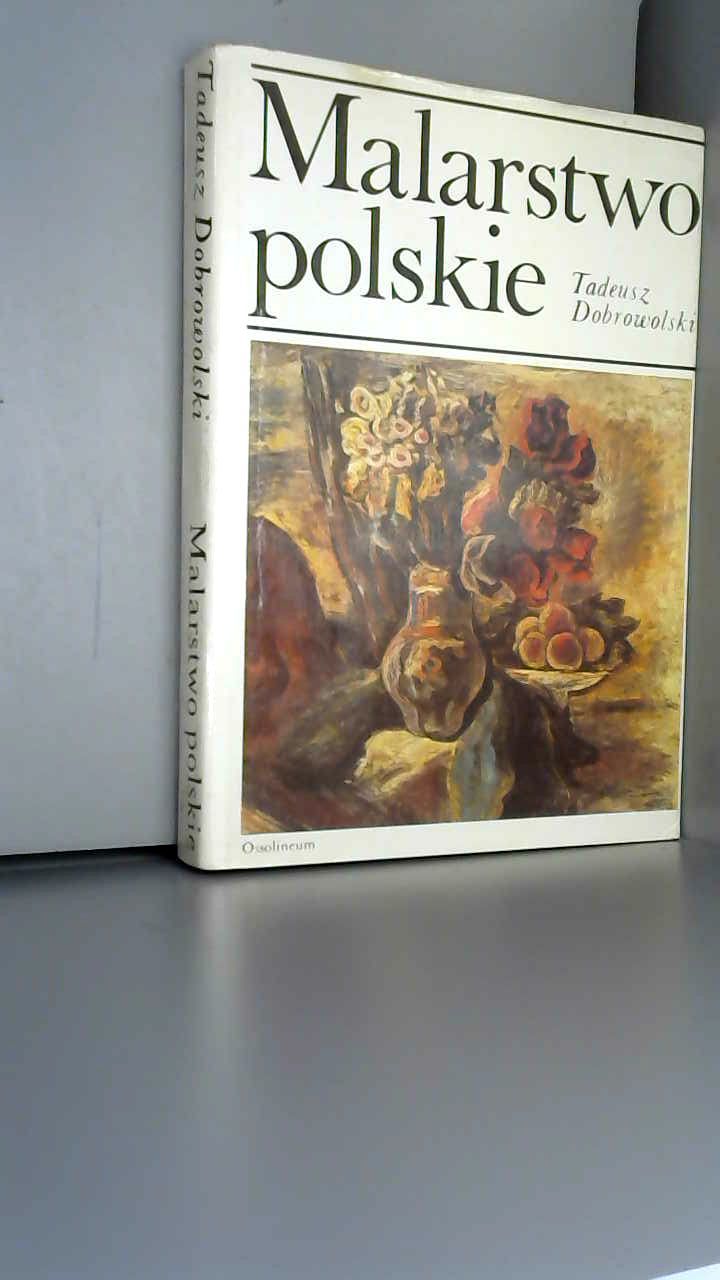 Tadeusz Dobrowolski Malarstwo polskie
Malarstwo
polskie
Tadeusz
Dobrowolski
Ossolineum